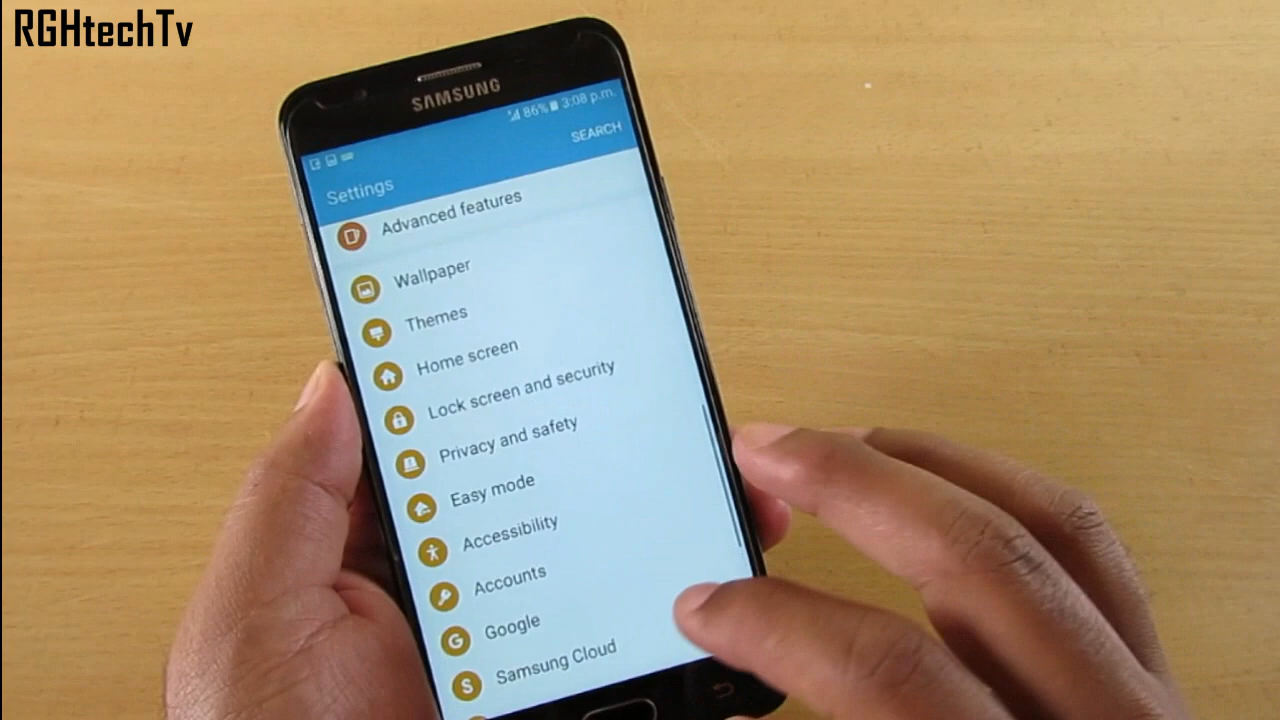 RGHtechTv
SAMSUNG
86% 3:08 p.m.
SEARCH
Settings
Advanced features
Wallpaper
Themes
Home screen
Lock screen and security
Privacy and safety
Easy mode
Accessibility
Accounts
Google
Samsung Cloud